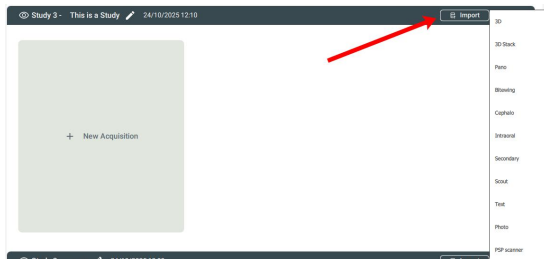 Study 3 - This is a Study 24/10/2025 12:10 Import
3D
3D Stack
Pano
Bitewing
Cephalo
Intraoral
+ New Acquisition
Secondary
Scout
Text
Photo
PSP scanner